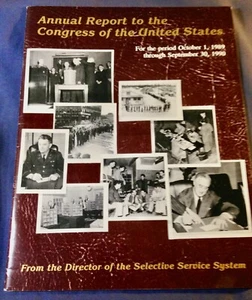 Annual Report to the
Congress of the United States
For the period October 1, 1989
through September 30, 1990
From the Director of the Selective Service System